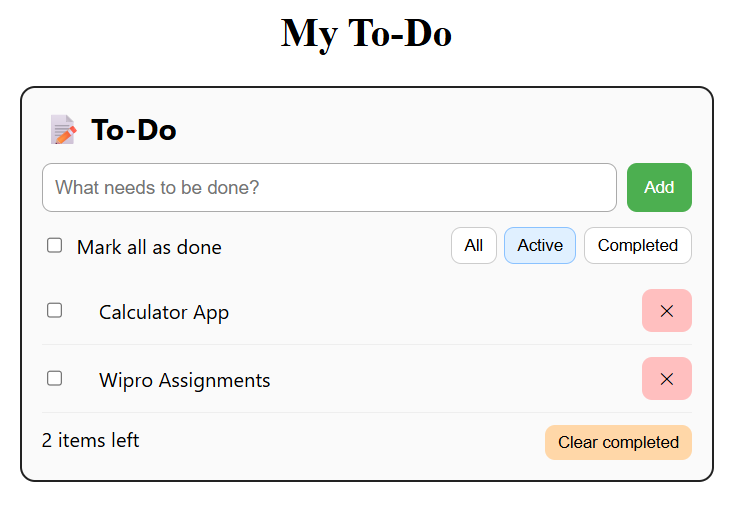 My To-Do
📝 To-Do
What needs to be done?
Add
Mark all as done
All
Active
Completed
Calculator App
Wipro Assignments
2 items left
Clear completed